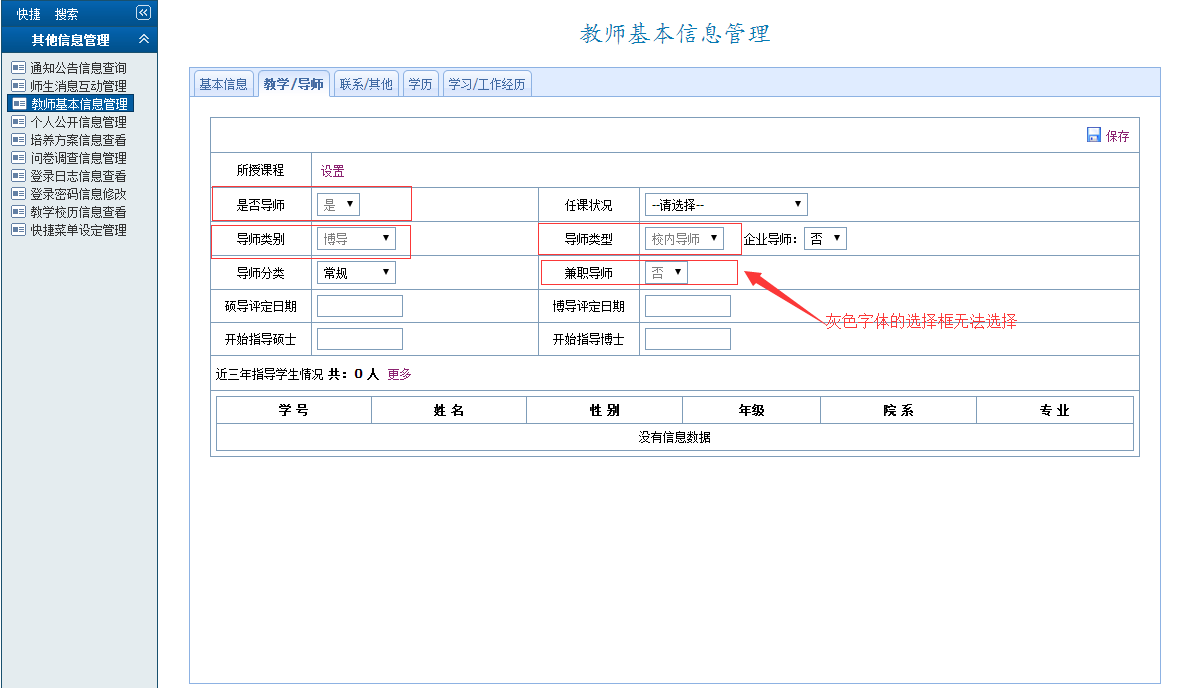 快捷 搜索
其他信息管理
通知公告信息查询
师生消息互动管理
教师基本信息管理
个人公开信息管理
培养方案信息查看
问卷调查信息管理
登录日志信息查看
登录密码信息修改
教学校历信息查看
快捷菜单设定管理
教师基本信息管理
基本信息 教学/导师 联系/其他 学历 学习/工作经历
保存
所授课程 设置
是否导师 是 任课状况 --请选择--
导师类别 博导 导师类型 校内导师 企业导师： 否
导师分类 常规 兼职导师 否
硕导评定日期 博导评定日期
灰色字体的选择框无法选择
开始指导硕士 开始指导博士
近三年指导学生情况 共：0 人 更多
学 号 姓 名 性 别 年级 院 系 专 业
没有信息数据